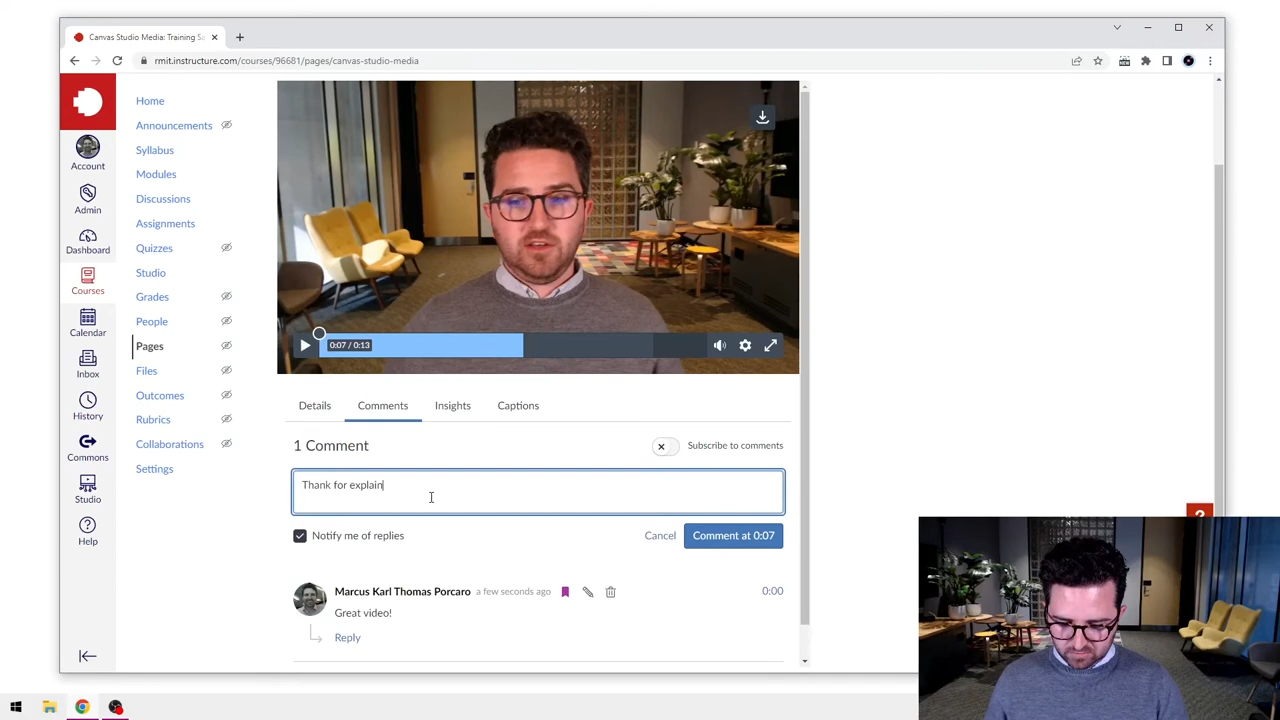 Canvas Studio Media: Training Sa
rmit.instructure.com/courses/96681/pages/canvas-studio-media
Account
Admin
Dashboard
Courses
Calendar
Inbox
History
Commons
Studio
Help
Home
Announcements
Syllabus
Modules
Discussions
Assignments
Quizzes
Studio
Grades
People
Pages
Files
Outcomes
Rubrics
Collaborations
Settings
0:07 / 0:13
Details
Comments
Insights
Captions
1 Comment
Subscribe to comments
Thank for explain
Notify me of replies
Cancel
Comment at 0:07
Marcus Karl Thomas Porcaro a few seconds ago
0:00
Great video!
Reply
?